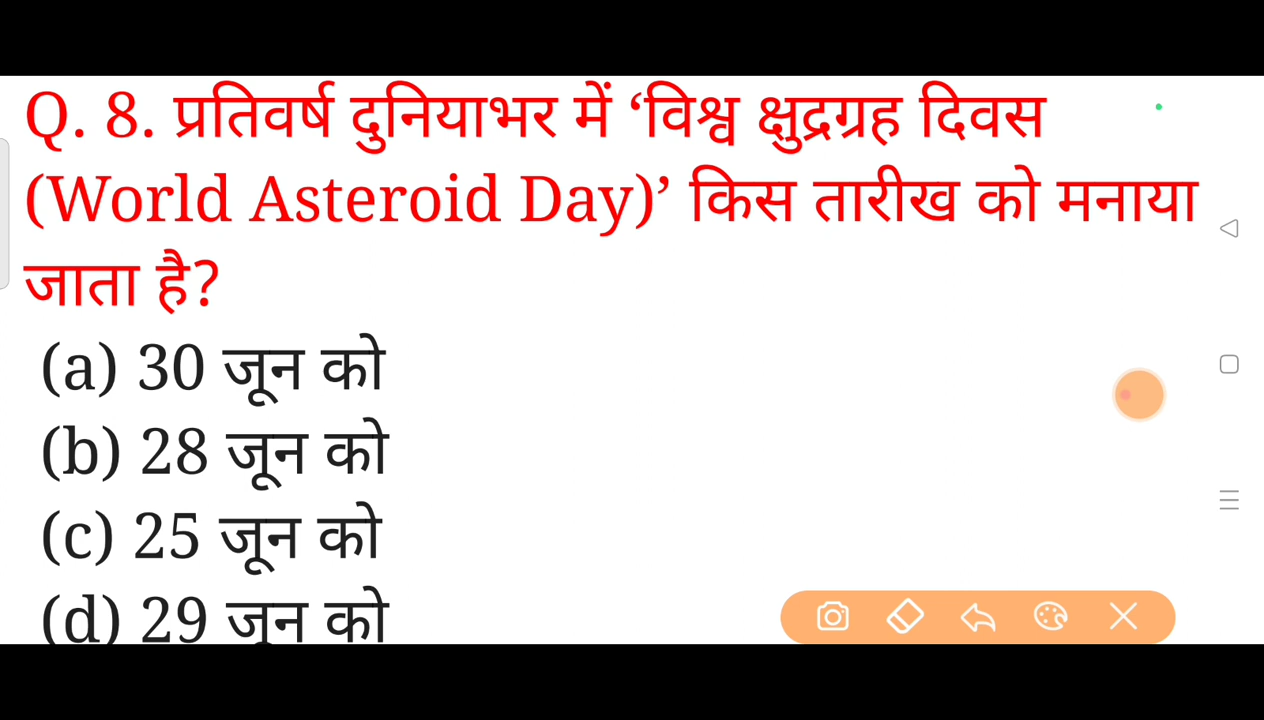 Q. 8. प्रतिवर्ष दुनियाभर में ‘विश्व क्षुद्रग्रह दिवस
(World Asteroid Day)’ किस तारीख को मनाया
जाता है?
(a) 30 जून को
(b) 28 जून को
(c) 25 जून को
(d) 29 जून को